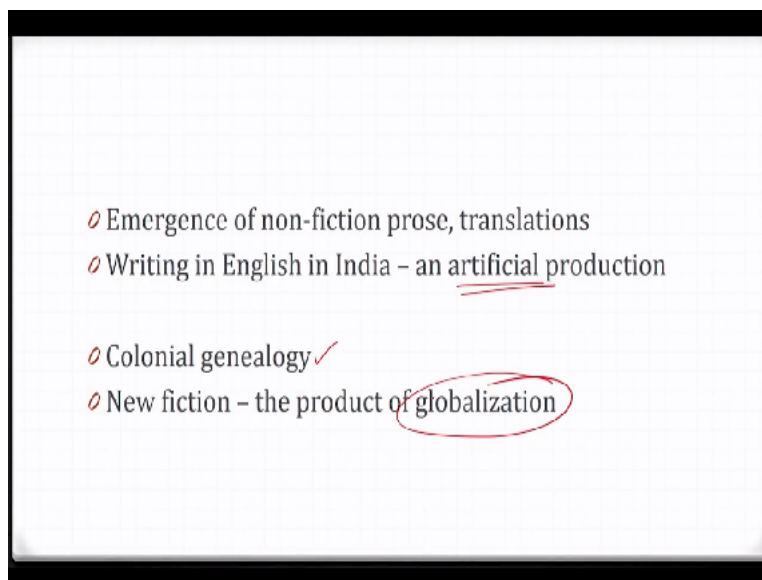 Emergence of non-fiction prose, translations
Writing in English in India – an artificial production
Colonial genealogy
New fiction – the product of globalization